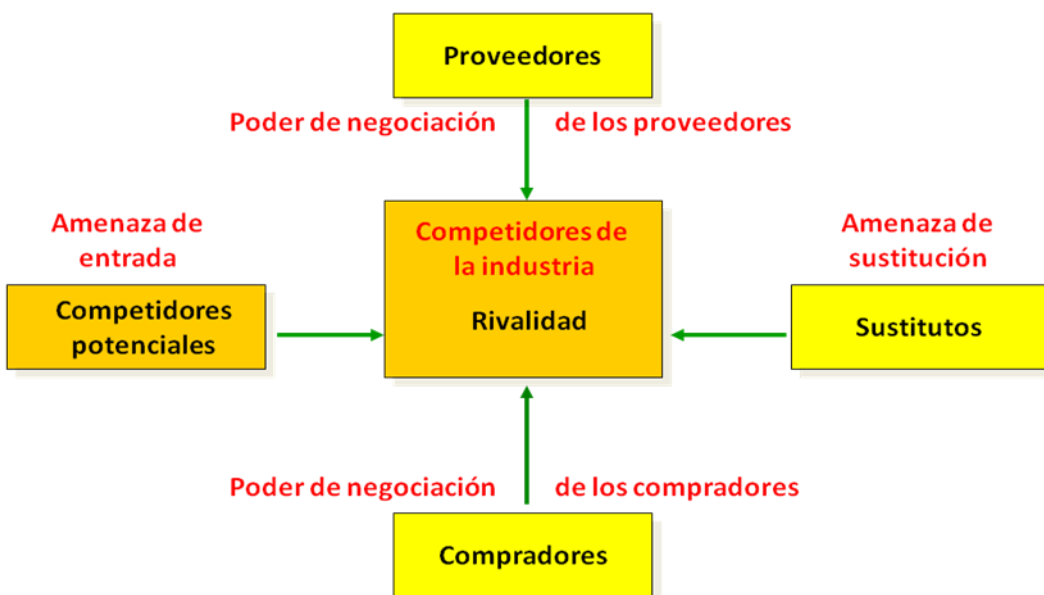 Proveedores
Poder de negociación de los proveedores
Amenaza de
entrada
Competidores
potenciales
Competidores de
la industria
Rivalidad
Amenaza de
sustitución
Sustitutos
Poder de negociación de los compradores
Compradores